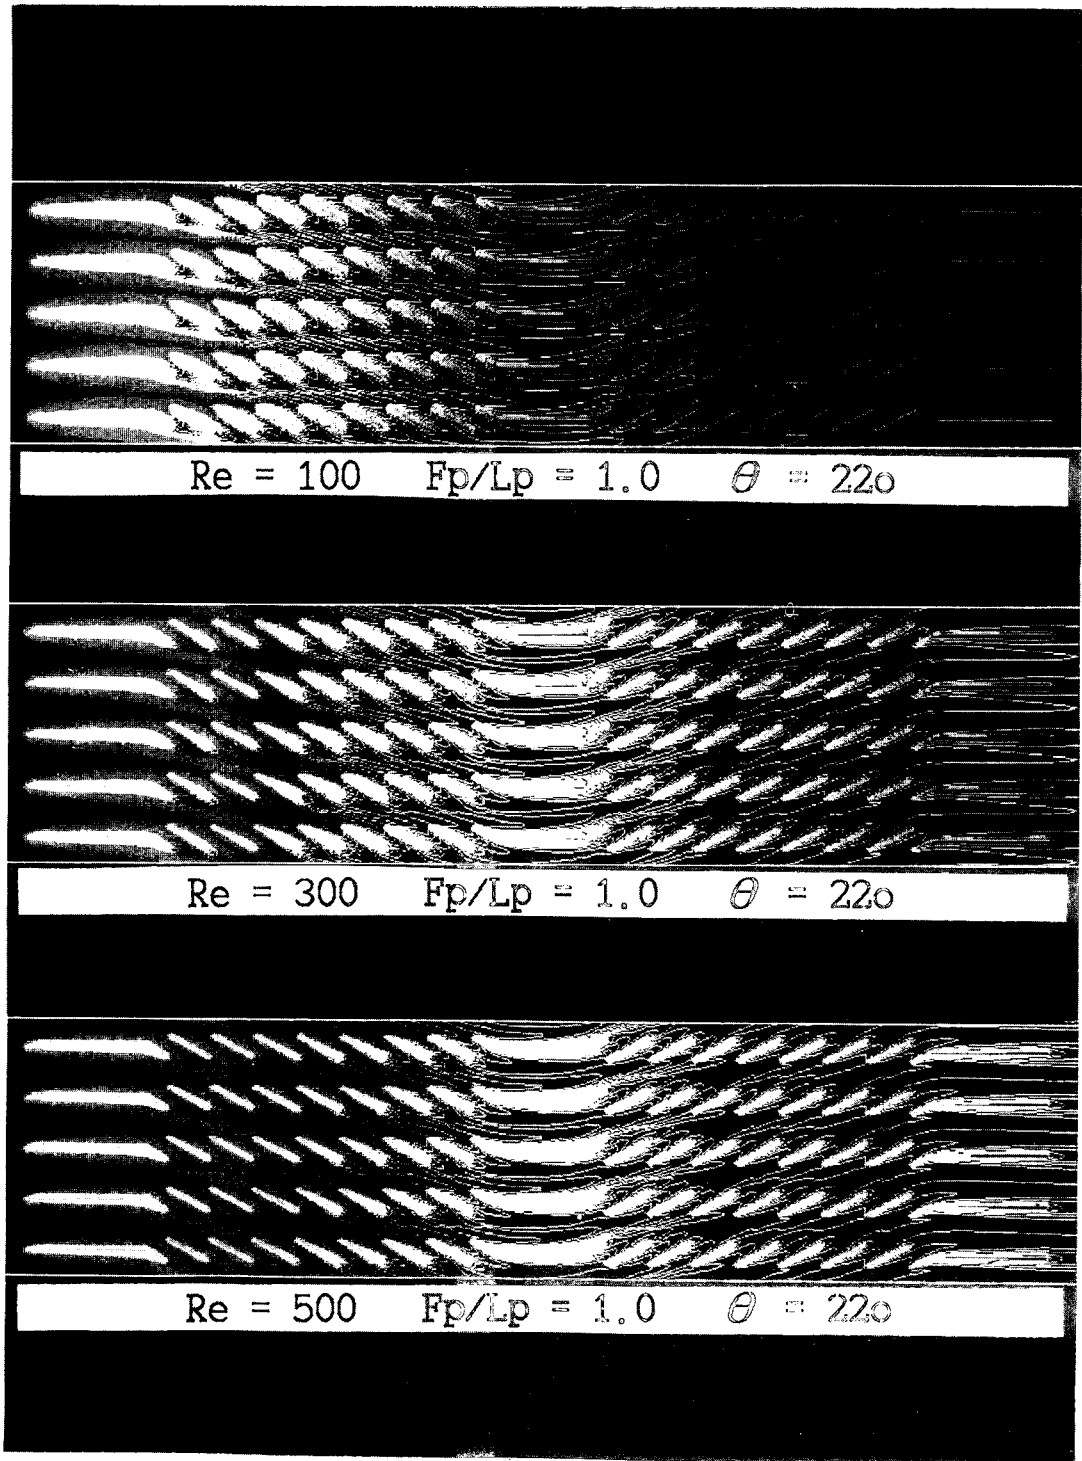 Re = 100 Fp/Lp = 1.0 θ = 22o
Re = 300 Fp/Lp = 1.0 θ = 22o
Re = 500 Fp/Lp = 1.0 θ = 22o